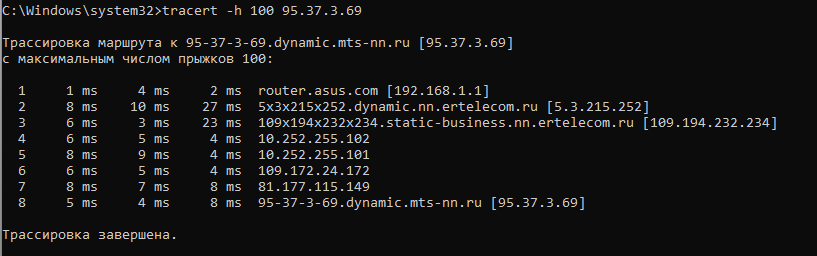 C:\Windows\system32>tracert -h 100 95.37.3.69
Трассировка маршрута к 95-37-3-69.dynamic.mts-nn.ru [95.37.3.69]
с максимальным числом прыжков 100:
1 1 ms 4 ms 2 ms router.asus.com [192.168.1.1]
2 8 ms 10 ms 27 ms 5x3x215x252.dynamic.nn.ertelecom.ru [5.3.215.252]
3 6 ms 3 ms 23 ms 109x194x232x234.static-business.nn.ertelecom.ru [109.194.232.234]
4 6 ms 5 ms 4 ms 10.252.255.102
5 8 ms 9 ms 4 ms 10.252.255.101
6 6 ms 5 ms 4 ms 109.172.24.172
7 8 ms 7 ms 8 ms 81.177.115.149
8 5 ms 4 ms 8 ms 95-37-3-69.dynamic.mts-nn.ru [95.37.3.69]
Трассировка завершена.